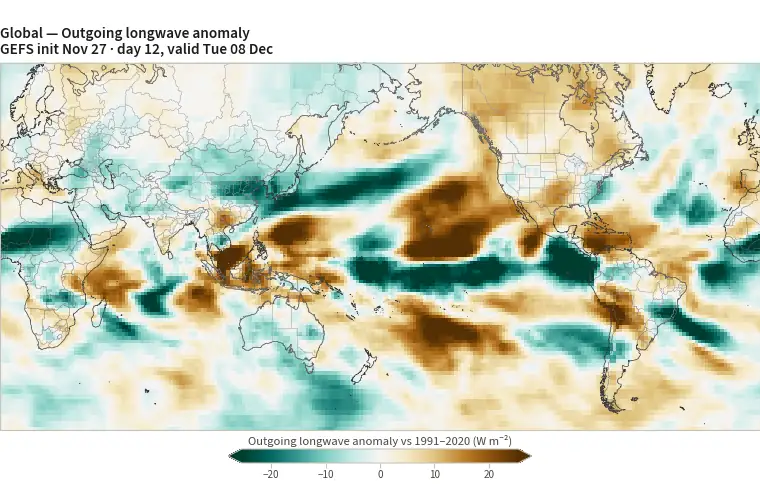 Global — Outgoing longwave anomaly
GEFS init Nov 27 · day 12, valid Tue 08 Dec
Outgoing longwave anomaly vs 1991–2020 (W m⁻²)
−20 −10 0 10 20